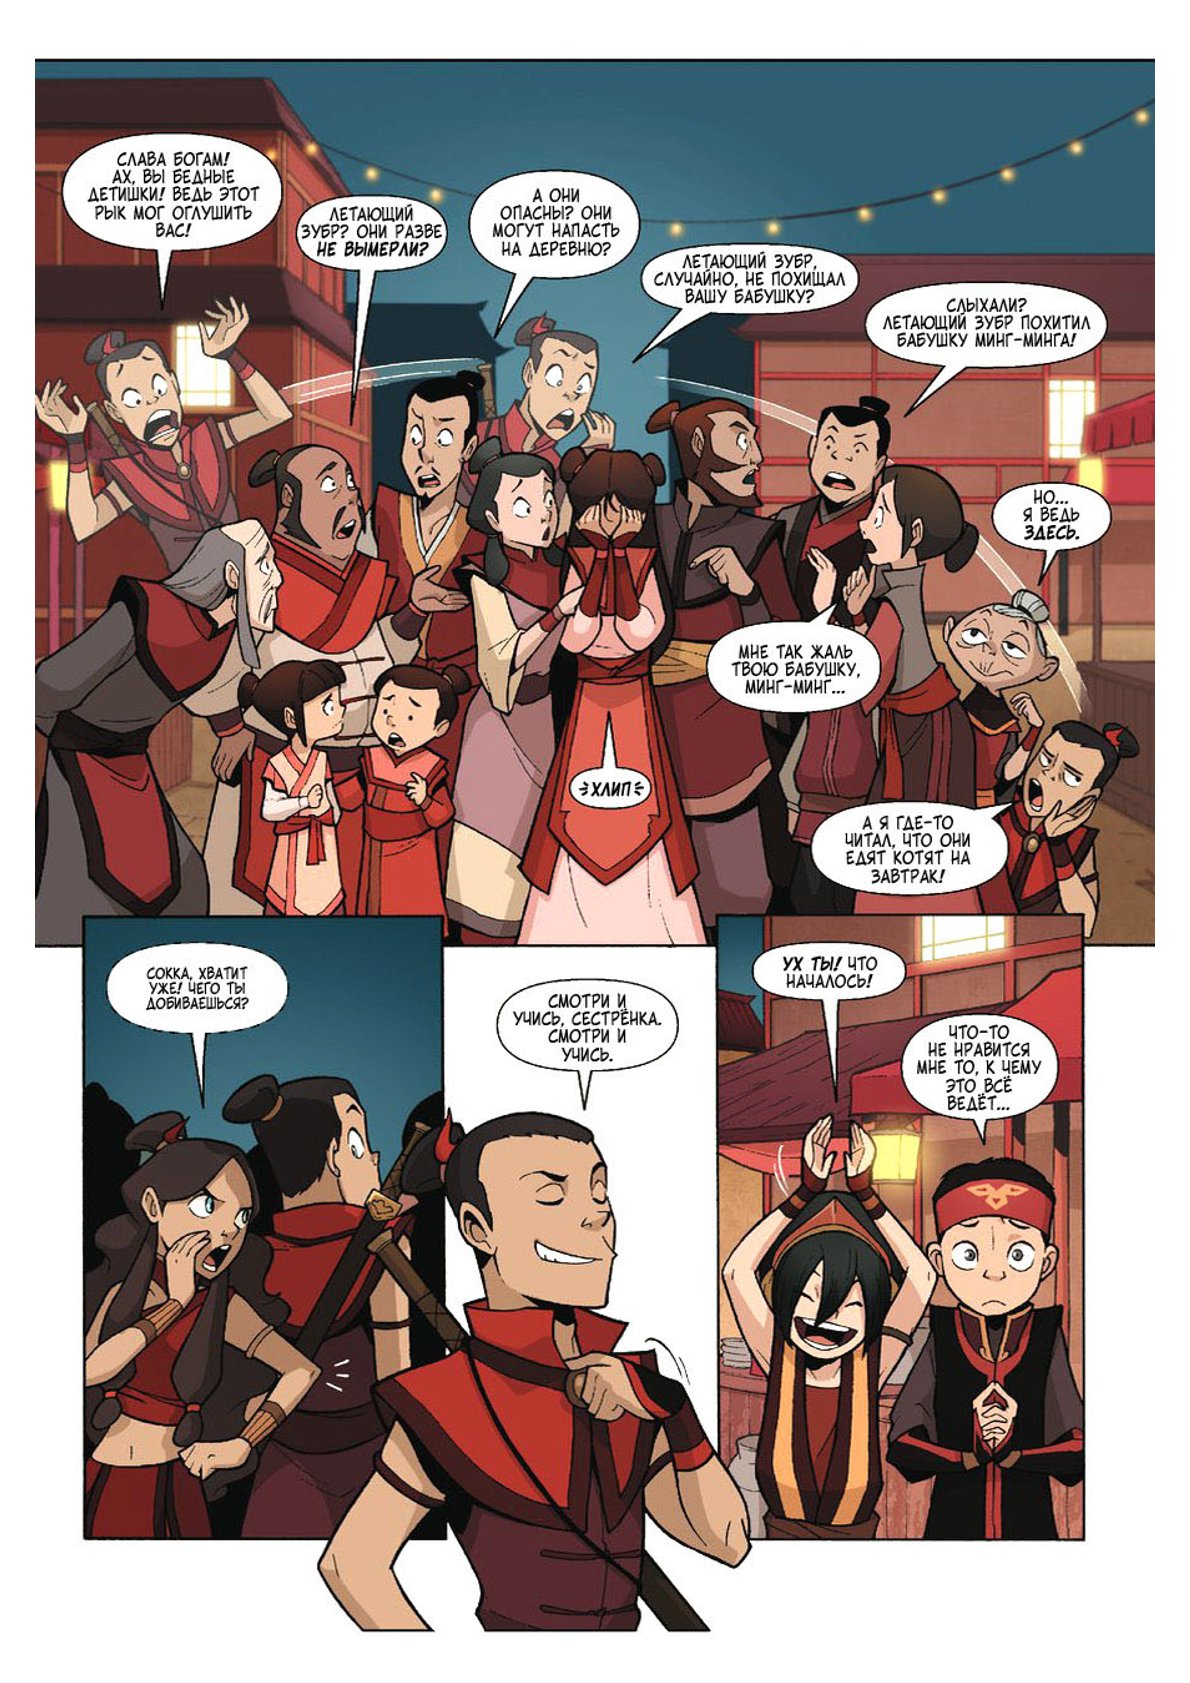 СЛАВА БОГАМ!
АХ, ВЫ БЕДНЫЕ
ДЕТИШКИ! ВЕДЬ ЭТОТ
РЫК МОГ ОГЛУШИТЬ
ВАС!
ЛЕТАЮЩИЙ
ЗУБР? ОНИ РАЗВЕ
НЕ ВЫМЕРЛИ?
А ОНИ
ОПАСНЫ? ОНИ
МОГУТ НАПАСТЬ
НА ДЕРЕВНЮ?
ЛЕТАЮЩИЙ ЗУБР,
СЛУЧАЙНО, НЕ ПОХИЩАЛ
ВАШУ БАБУШКУ?
СЛЫХАЛИ?
ЛЕТАЮЩИЙ ЗУБР ПОХИТИЛ
БАБУШКУ МИНГ-МИНГА!
НО...
Я ВЕДЬ
ЗДЕСЬ.
МНЕ ТАК ЖАЛЬ
ТВОЮ БАБУШКУ,
МИНГ-МИНГ...
ХЛИП
А Я ГДЕ-ТО
ЧИТАЛ, ЧТО ОНИ
ЕДЯТ КОТЯТ НА
ЗАВТРАК!
СОККА, ХВАТИТ
УЖЕ! ЧЕГО ТЫ
ДОБИВАЕШЬСЯ?
СМОТРИ И
УЧИСЬ, СЕСТРЁНКА.
СМОТРИ И
УЧИСЬ.
УХ ТЫ! ЧТО
НАЧАЛОСЬ!
ЧТО-ТО
НЕ НРАВИТСЯ
МНЕ ТО, К ЧЕМУ
ЭТО ВСЁ
ВЕДЁТ...